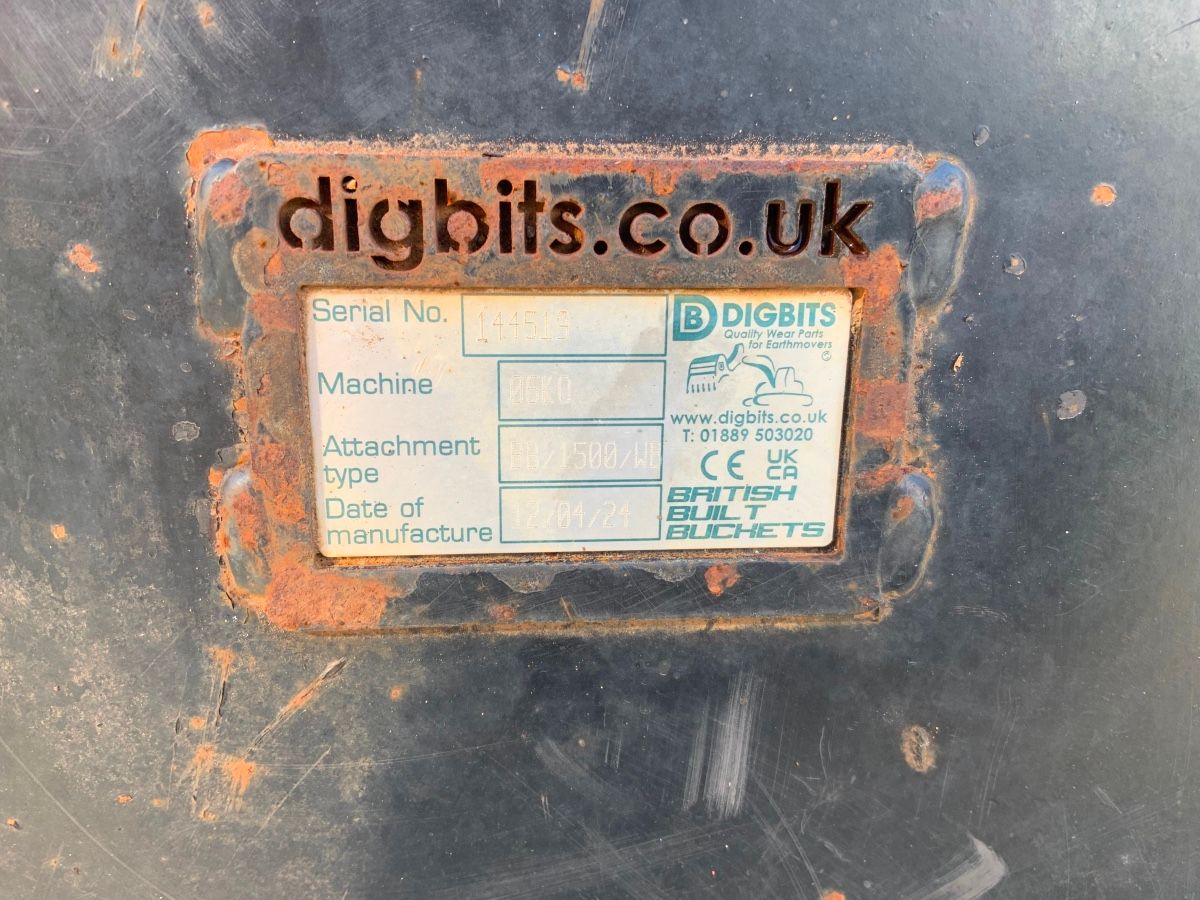 digbits.co.uk
Serial No. 144519
Machine 06K0
Attachment type BB/1500/WB
Date of manufacture 12/04/24
B DIGBITS
Quality Wear Parts
for Earthmovers
©
www.digbits.co.uk
T: 01889 503020
CE UK CA
BRITISH
BUILT
BUCKETS